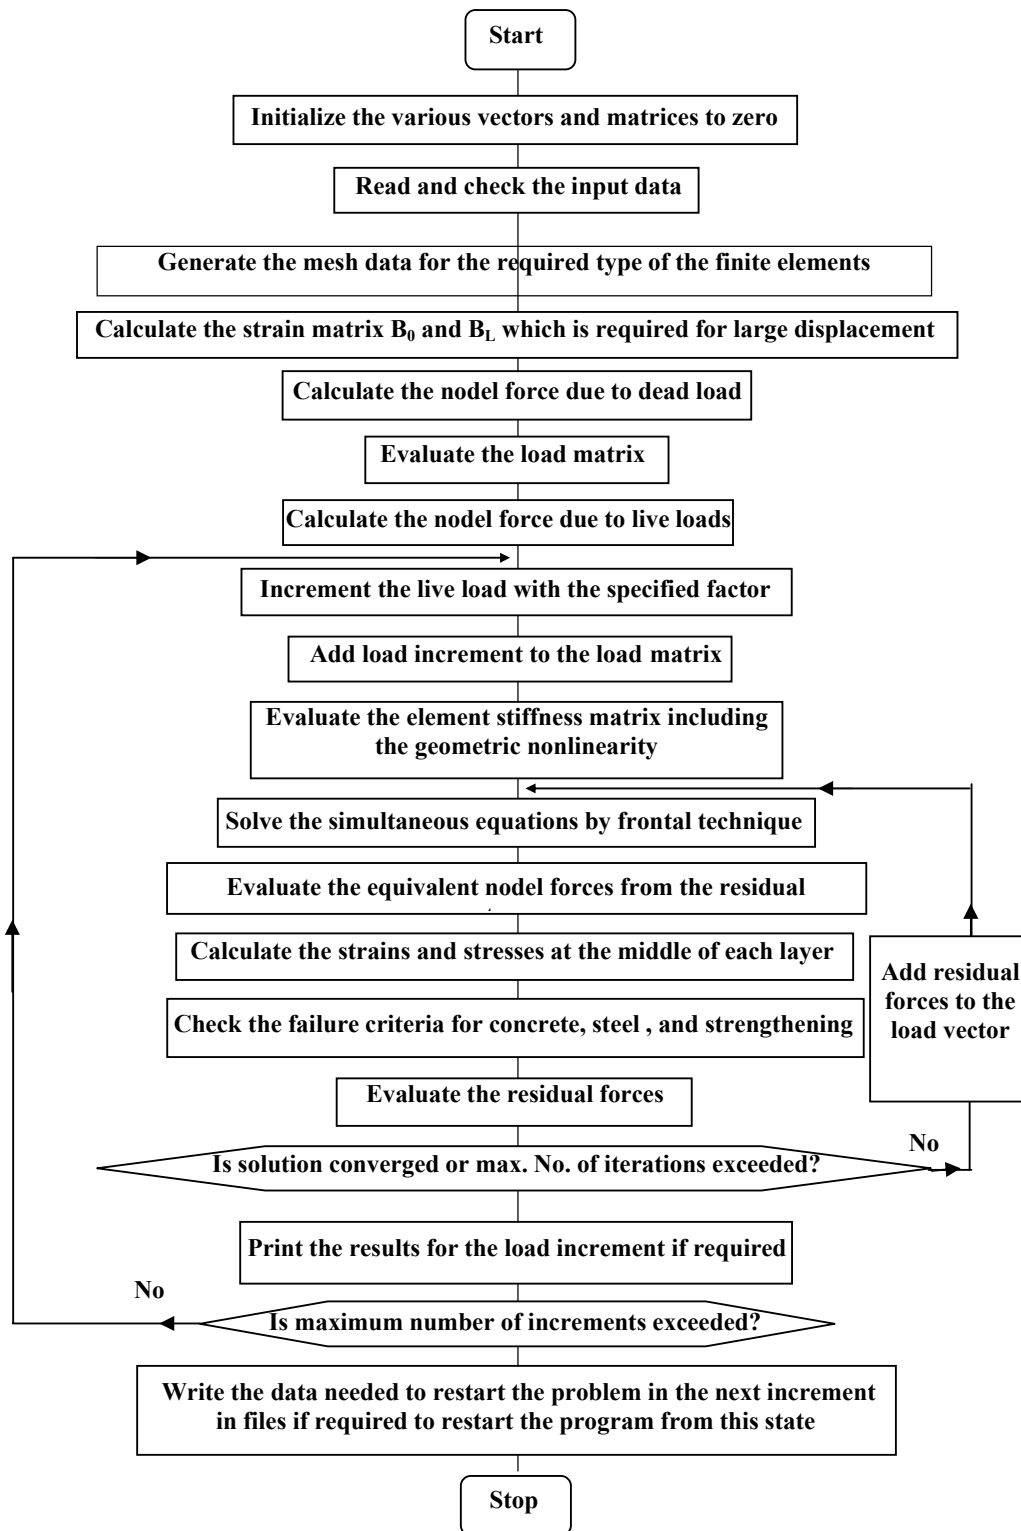 Start
Initialize the various vectors and matrices to zero
Read and check the input data
Generate the mesh data for the required type of the finite elements
Calculate the strain matrix B₀ and B_L which is required for large displacement
Calculate the nodel force due to dead load
Evaluate the load matrix
Calculate the nodel force due to live loads
Increment the live load with the specified factor
Add load increment to the load matrix
Evaluate the element stiffness matrix including
the geometric nonlinearity
Solve the simultaneous equations by frontal technique
Evaluate the equivalent nodel forces from the residual
Calculate the strains and stresses at the middle of each layer
Add residual
forces to the
load vector
Check the failure criteria for concrete, steel , and strengthening
Evaluate the residual forces
No
Is solution converged or max. No. of iterations exceeded?
Print the results for the load increment if required
No
Is maximum number of increments exceeded?
Write the data needed to restart the problem in the next increment
in files if required to restart the program from this state
Stop